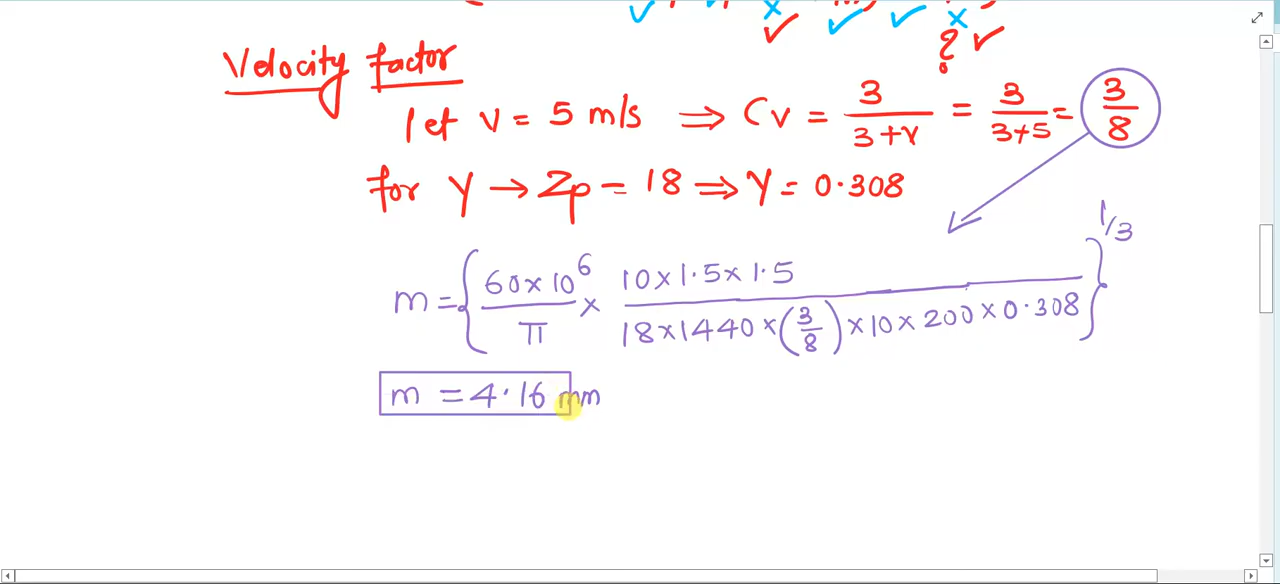 ✓ ✓ × ✓ ✓ ✓ × ? ✓
Velocity factor
let v = 5 m/s ⇒ Cv = 3/(3+v) = 3/(3+5) = 3/8
for Y → Zp = 18 ⇒ Y = 0.308
m = {60×10^6/π × (10×1.5×1.5)/(18×1440×(3/8)×10×200×0.308)}^1/3
m = 4.16 mm